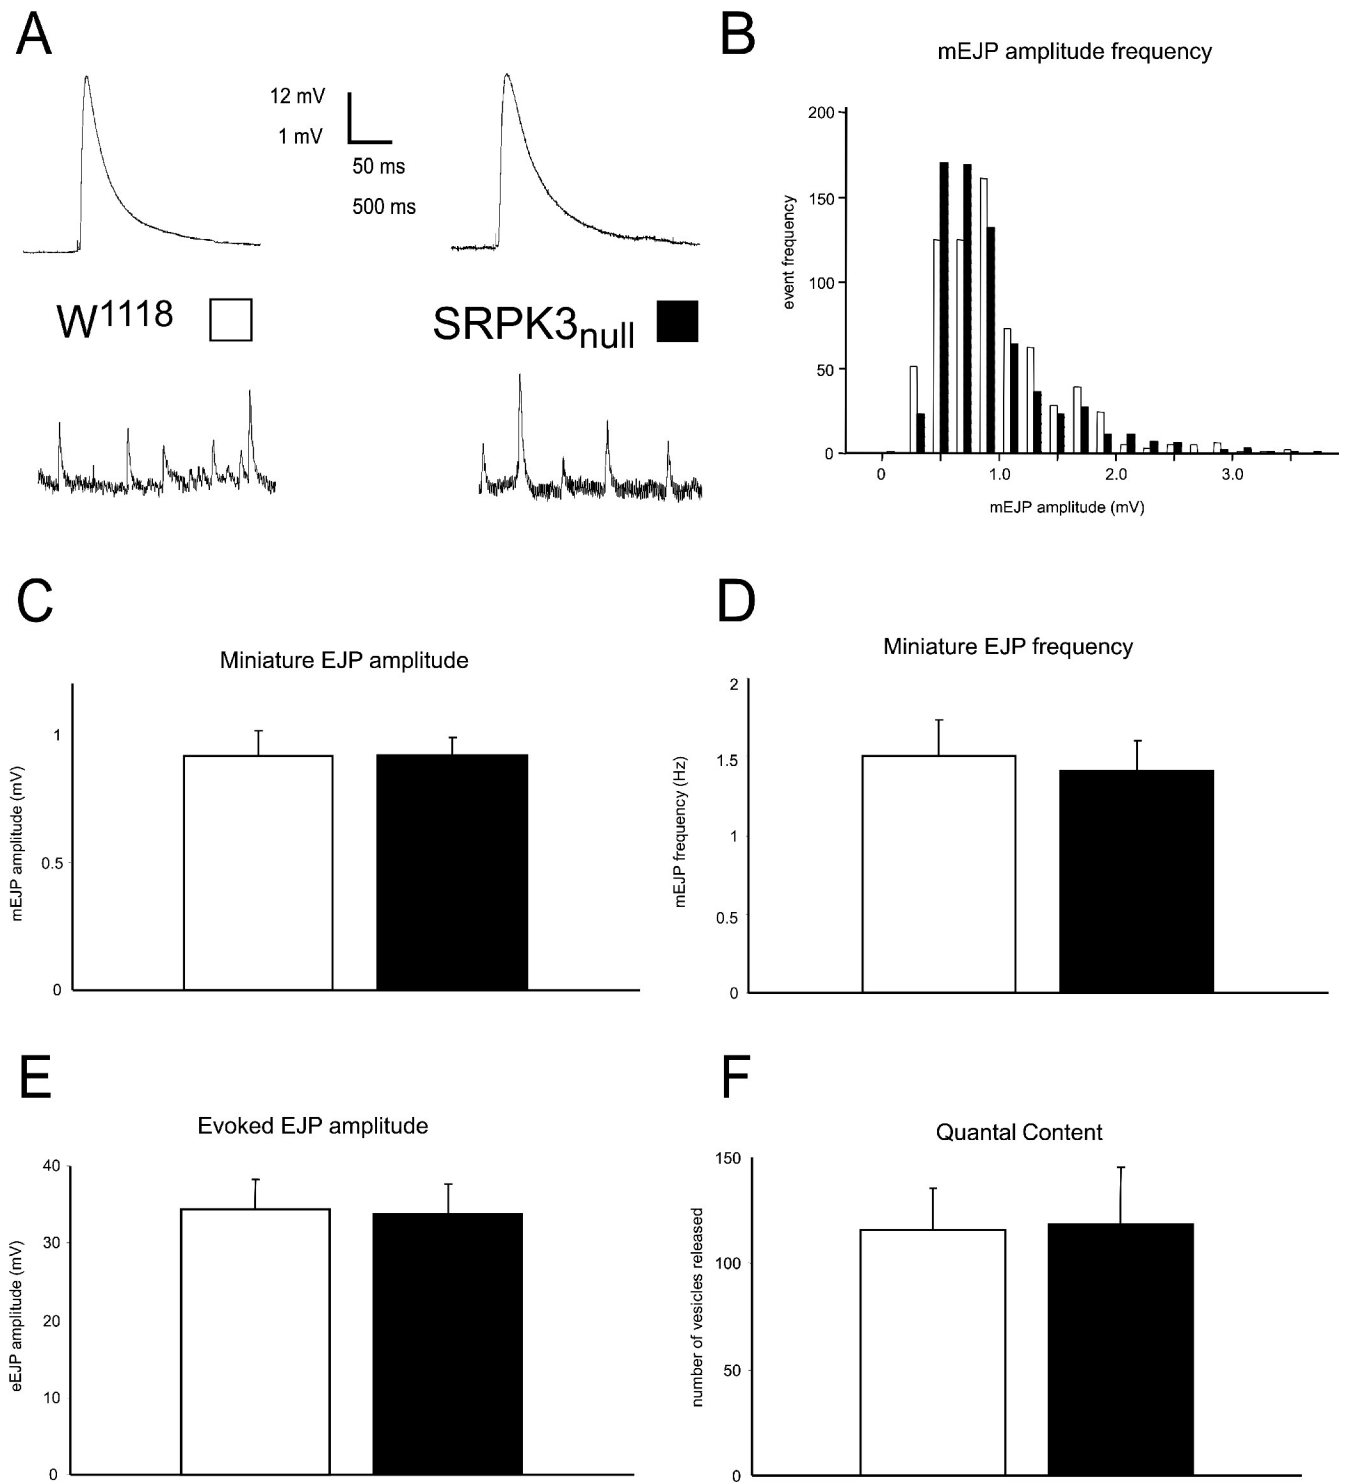 A
12 mV
1 mV
50 ms
500 ms
W1118
SRPK3null
B
mEJP amplitude frequency
event frequency
200
150
100
50
0
0
1.0
2.0
3.0
mEJP amplitude (mV)
C
Miniature EJP amplitude
mEJP amplitude (mV)
1
0.5
0
D
Miniature EJP frequency
mEJP frequency (Hz)
2
1.5
1
0.5
0
E
Evoked EJP amplitude
eEJP amplitude (mV)
40
30
20
10
0
F
Quantal Content
number of vesicles released
150
100
50
0